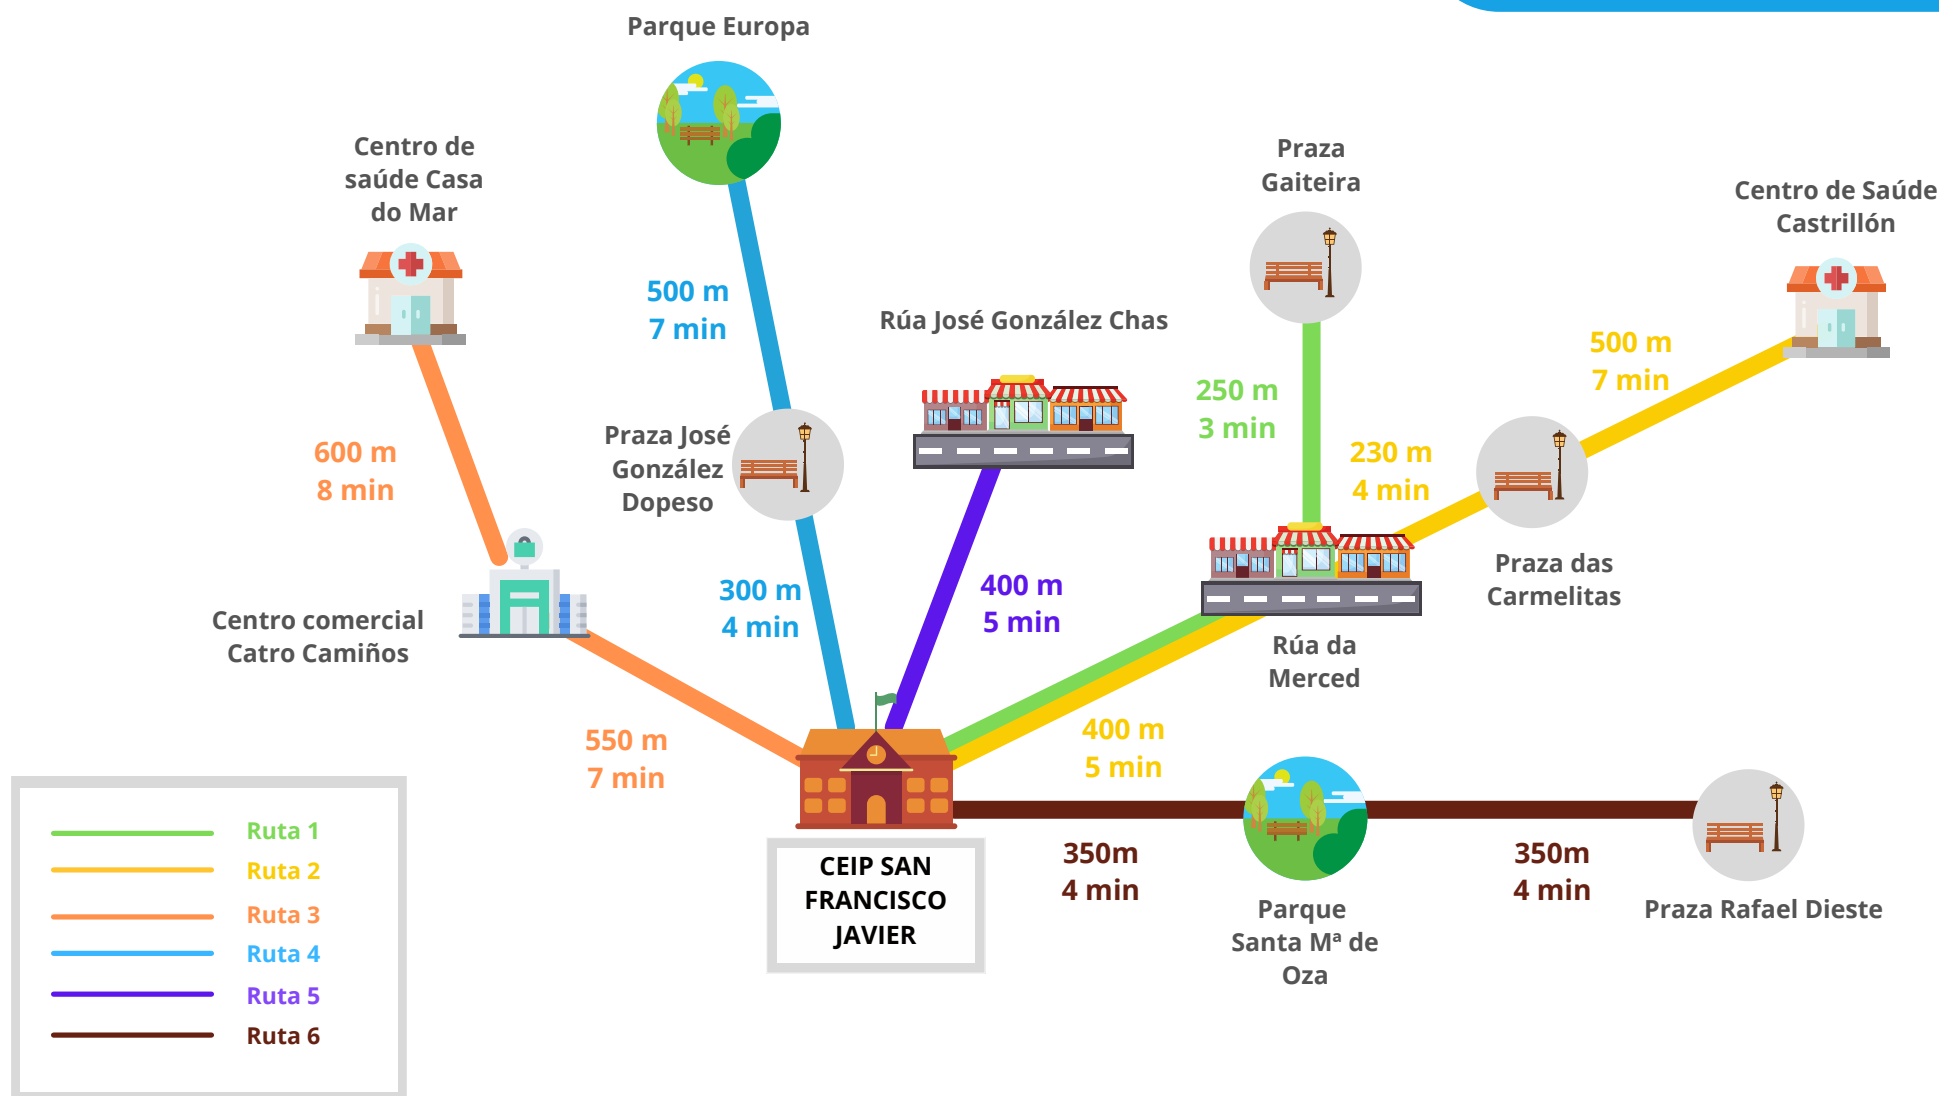 Parque Europa
Centro de
saúde Casa
do Mar
Praza
Gaiteira
Centro de Saúde
Castrillón
500 m
7 min
Rúa José González Chas
500 m
7 min
250 m
3 min
Praza José
González
Dopeso
600 m
8 min
230 m
4 min
Praza das
Carmelitas
300 m
4 min
400 m
5 min
Centro comercial
Catro Camiños
Rúa da
Merced
550 m
7 min
400 m
5 min
350m
4 min
350m
4 min
CEIP SAN
FRANCISCO
JAVIER
Parque
Santa Mª de
Oza
Praza Rafael Dieste
Ruta 1
Ruta 2
Ruta 3
Ruta 4
Ruta 5
Ruta 6